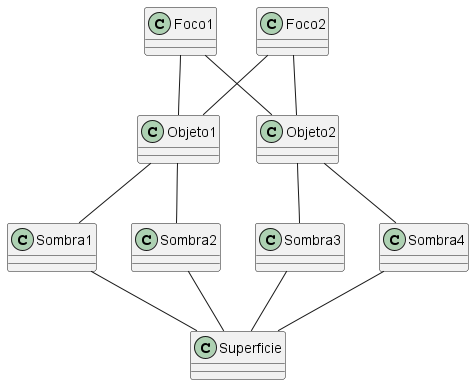 C Foco1
C Foco2
C Objeto1
C Objeto2
C Sombra1
C Sombra2
C Sombra3
C Sombra4
C Superficie